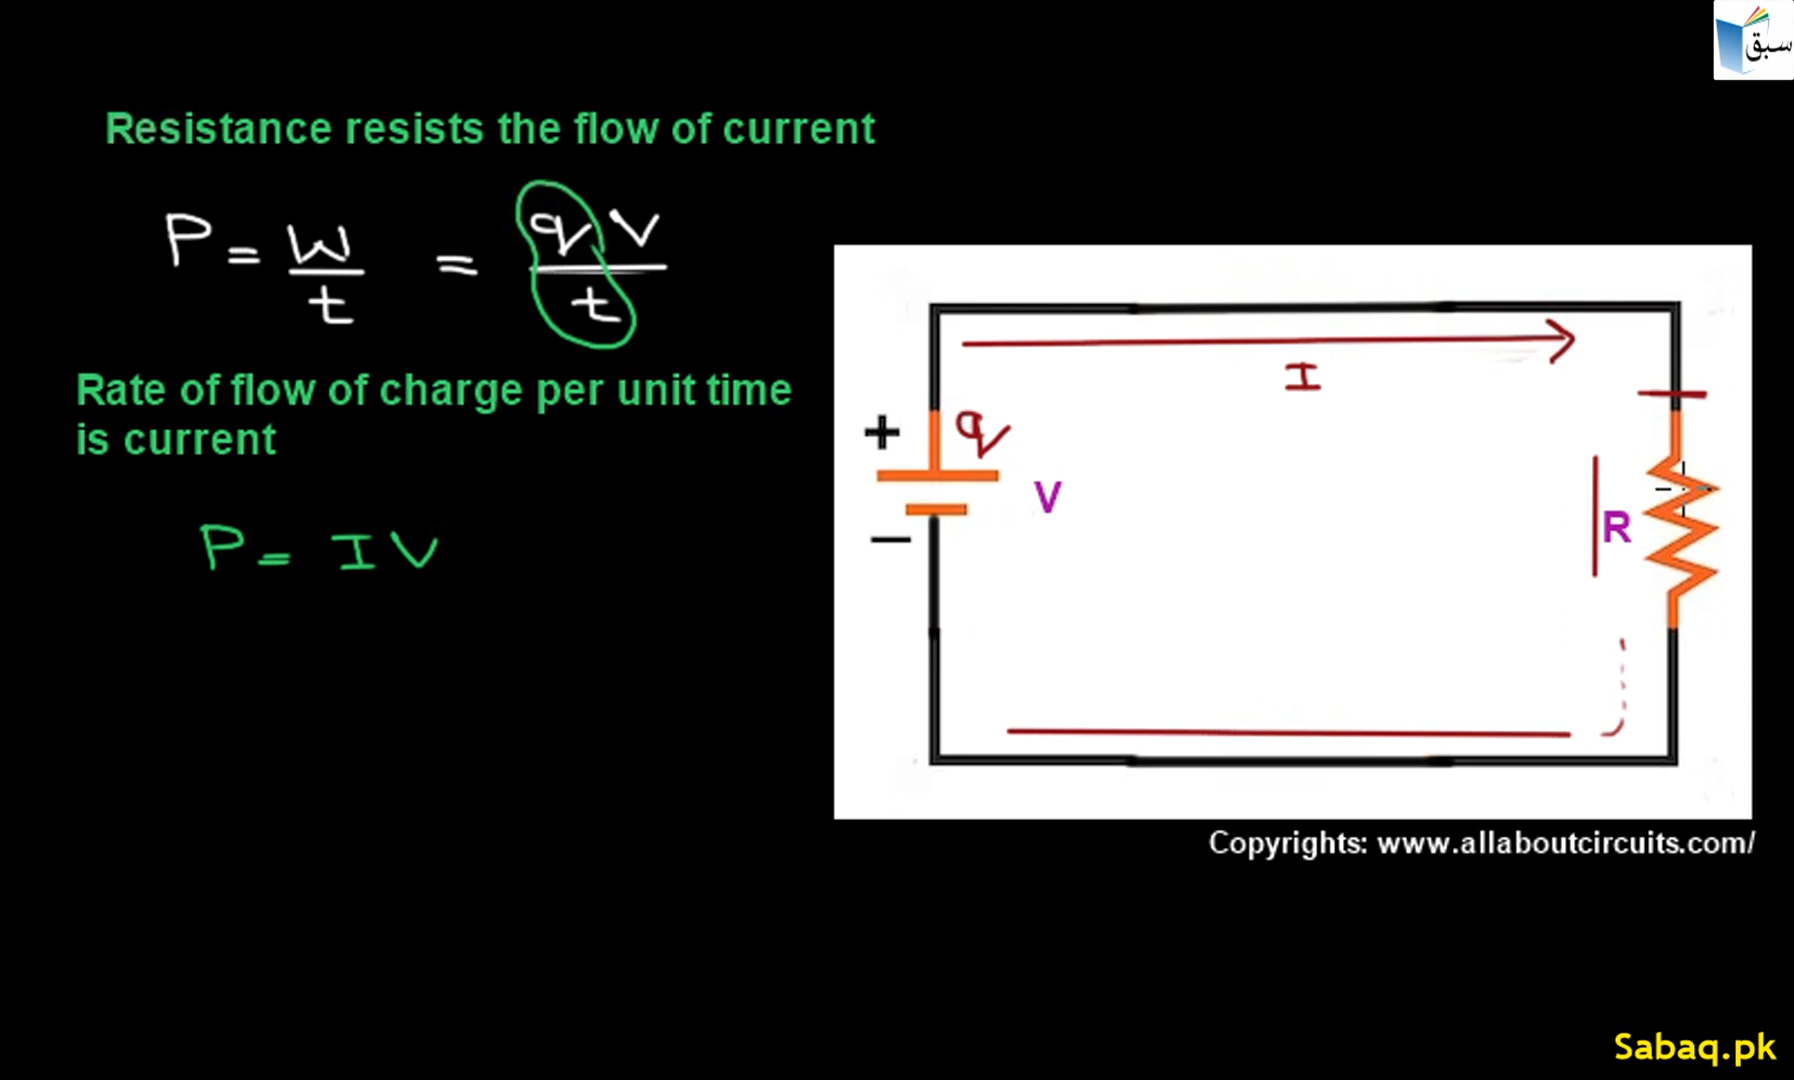 سبق
Resistance resists the flow of current
P = W/t = qV/t
Rate of flow of charge per unit time
is current
P = IV
I
+
q
V
−
R
Copyrights: www.allaboutcircuits.com/
Sabaq.pk